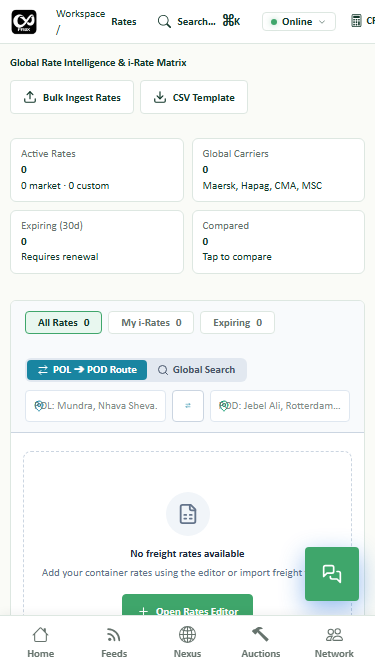 FNBX
Workspace
/
Rates
Search... ⌘K
Online
Global Rate Intelligence & i-Rate Matrix
Bulk Ingest Rates
CSV Template
Active Rates
0
0 market · 0 custom
Global Carriers
0
Maersk, Hapag, CMA, MSC
Expiring (30d)
0
Requires renewal
Compared
0
Tap to compare
All Rates 0
My i-Rates 0
Expiring 0
POL ➔ POD Route
Global Search
POL: Mundra, Nhava Sheva.
POD: Jebel Ali, Rotterdam...
No freight rates available
Add your container rates using the editor or import freight
+ Open Rates Editor
Home
Feeds
Nexus
Auctions
Network